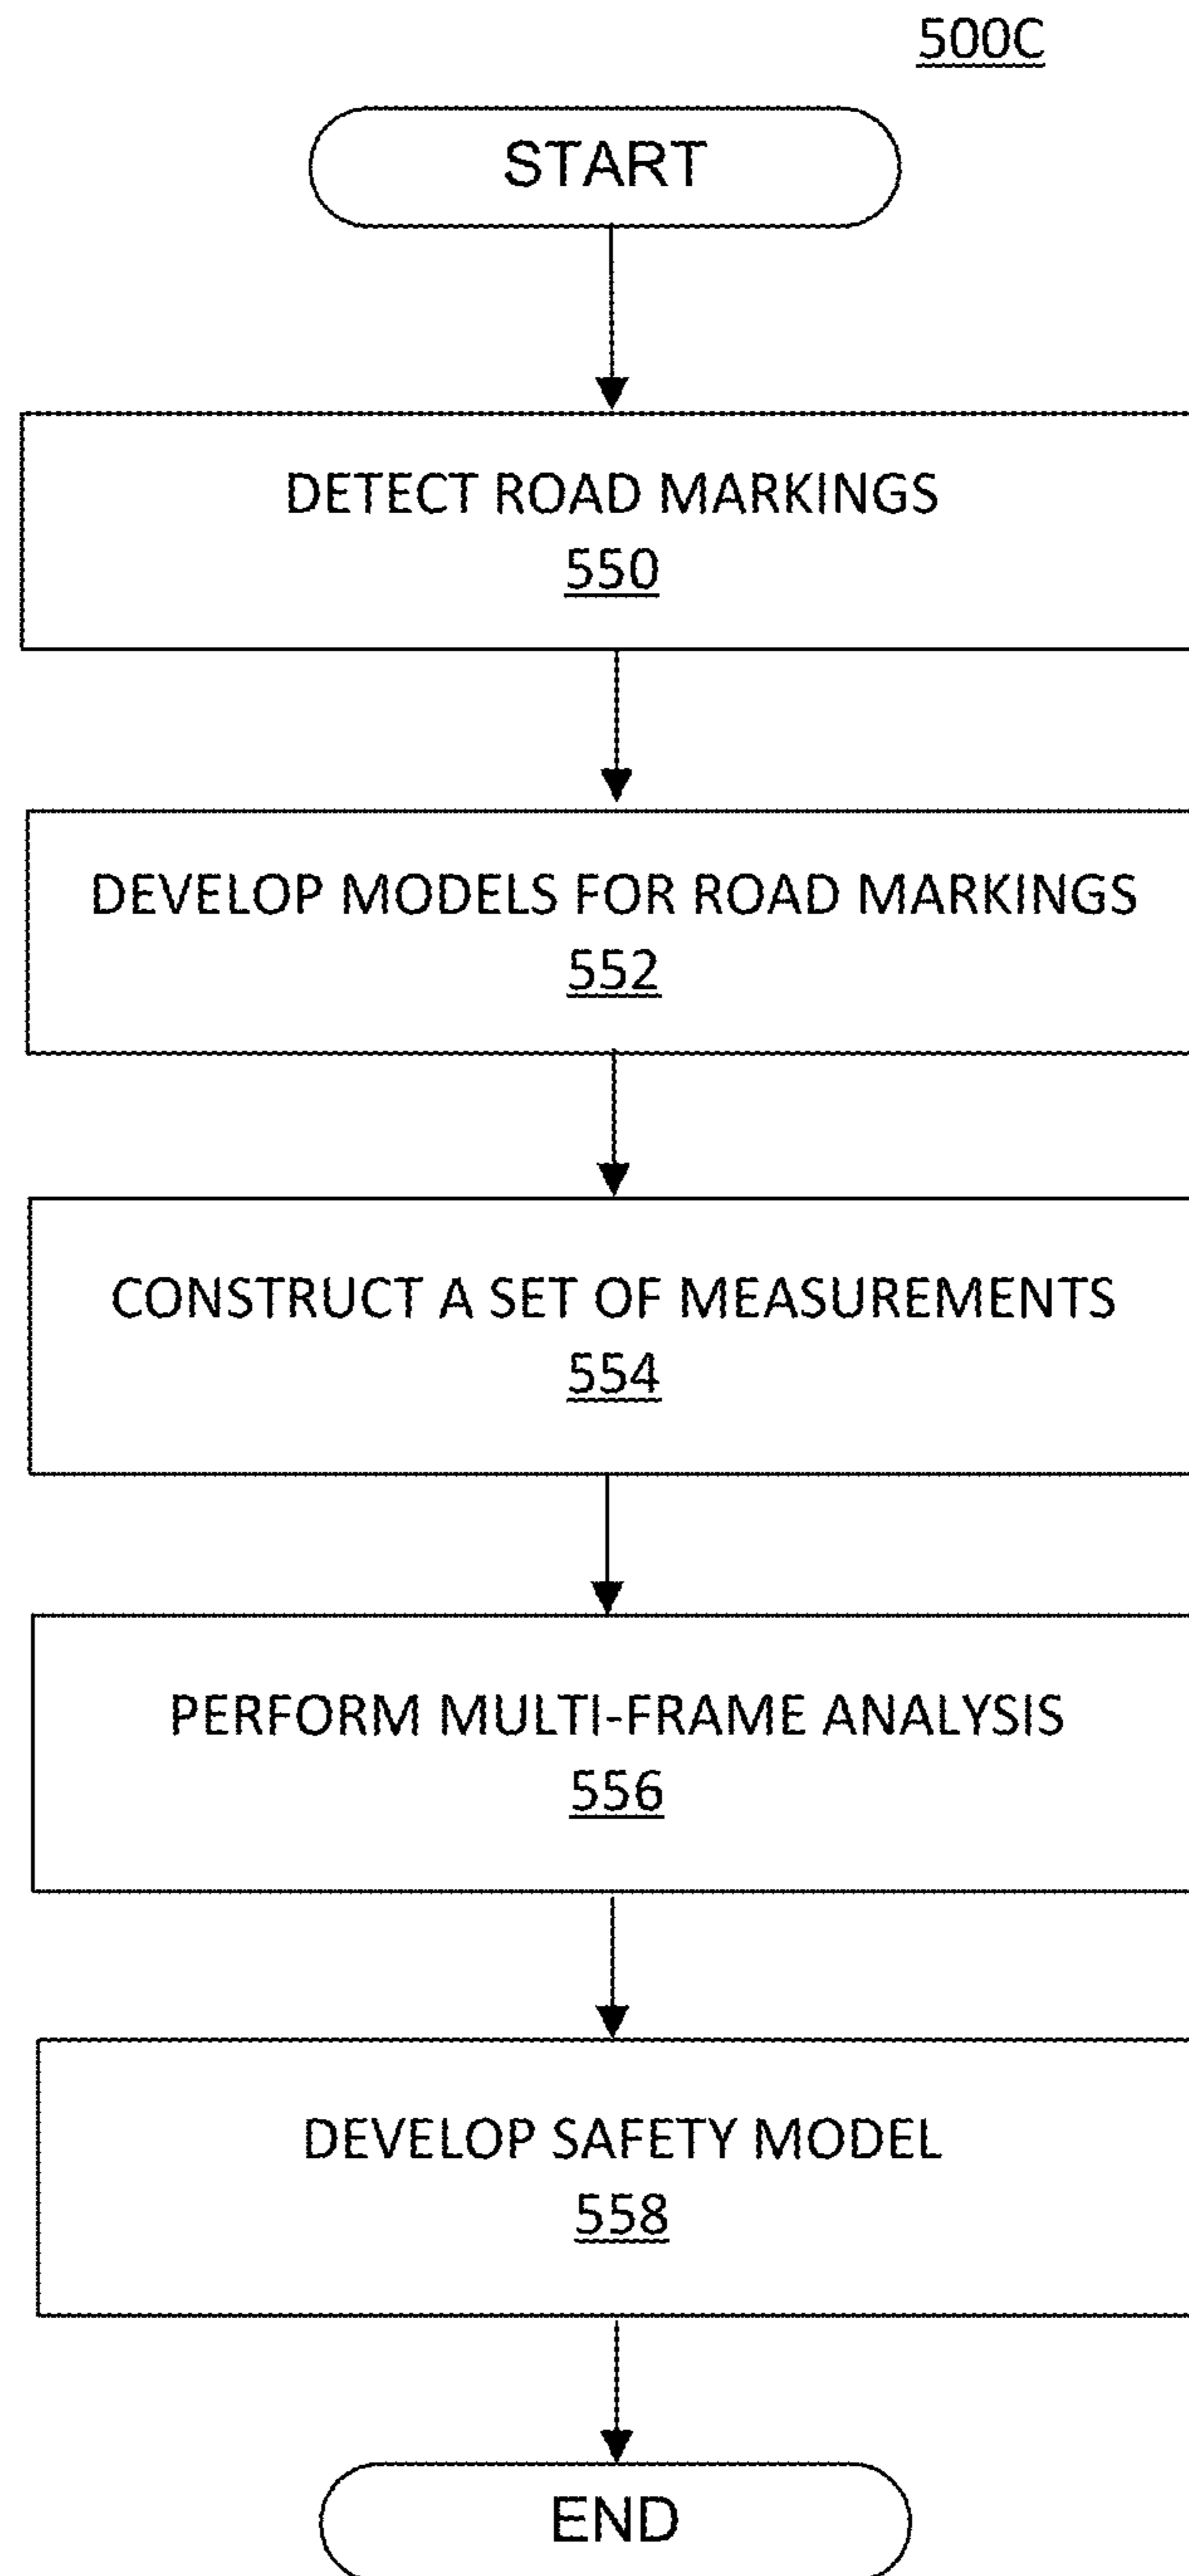 500C
START
DETECT ROAD MARKINGS
550
DEVELOP MODELS FOR ROAD MARKINGS
552
CONSTRUCT A SET OF MEASUREMENTS
554
PERFORM MULTI-FRAME ANALYSIS
556
DEVELOP SAFETY MODEL
558
END